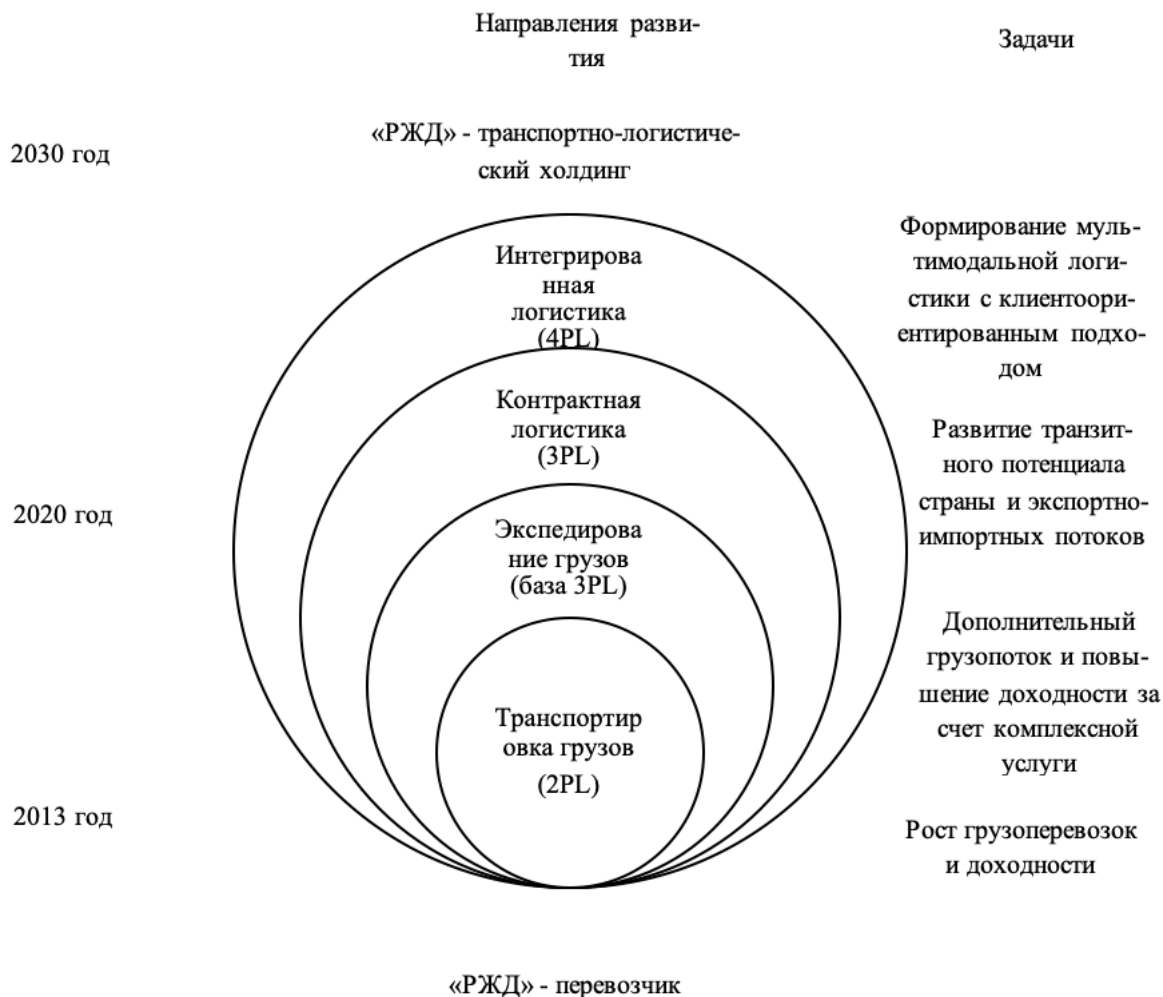 Направления разви-
тия
Задачи
2030 год
«РЖД» - транспортно-логистиче-
ский холдинг
Интегрирова
нная
логистика
(4PL)
Формирование муль-
тимодальной логи-
стики с клиентоори-
ентированным подхо-
дом
Контрактная
логистика
(3PL)
Развитие транзит-
ного потенциала
страны и экспортно-
импортных потоков
2020 год
Экспедирова
ние грузов
(база 3PL)
Дополнительный
грузопоток и повы-
шение доходности за
счет комплексной
услуги
Транспортир
овка грузов
(2PL)
2013 год
Рост грузоперевозок
и доходности
«РЖД» - перевозчик